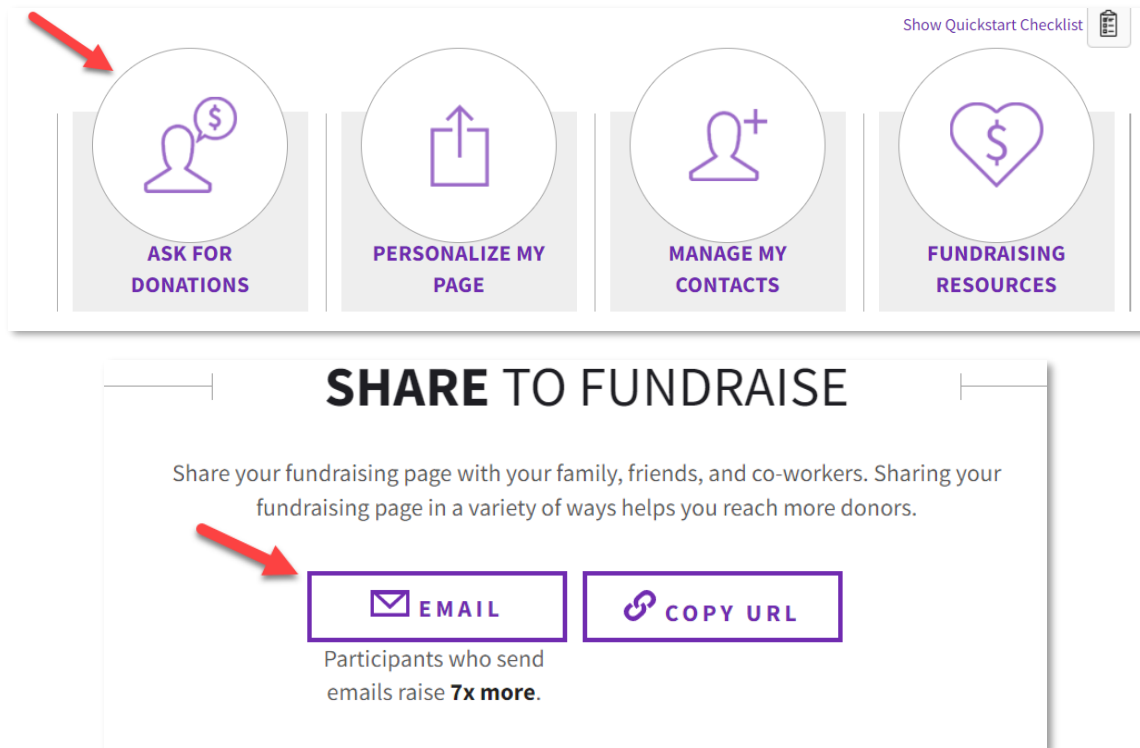 Show Quickstart Checklist
ASK FOR
DONATIONS
PERSONALIZE MY
PAGE
MANAGE MY
CONTACTS
FUNDRAISING
RESOURCES
SHARE TO FUNDRAISE
Share your fundraising page with your family, friends, and co-workers. Sharing your
fundraising page in a variety of ways helps you reach more donors.
EMAIL
COPY URL
Participants who send
emails raise 7x more.